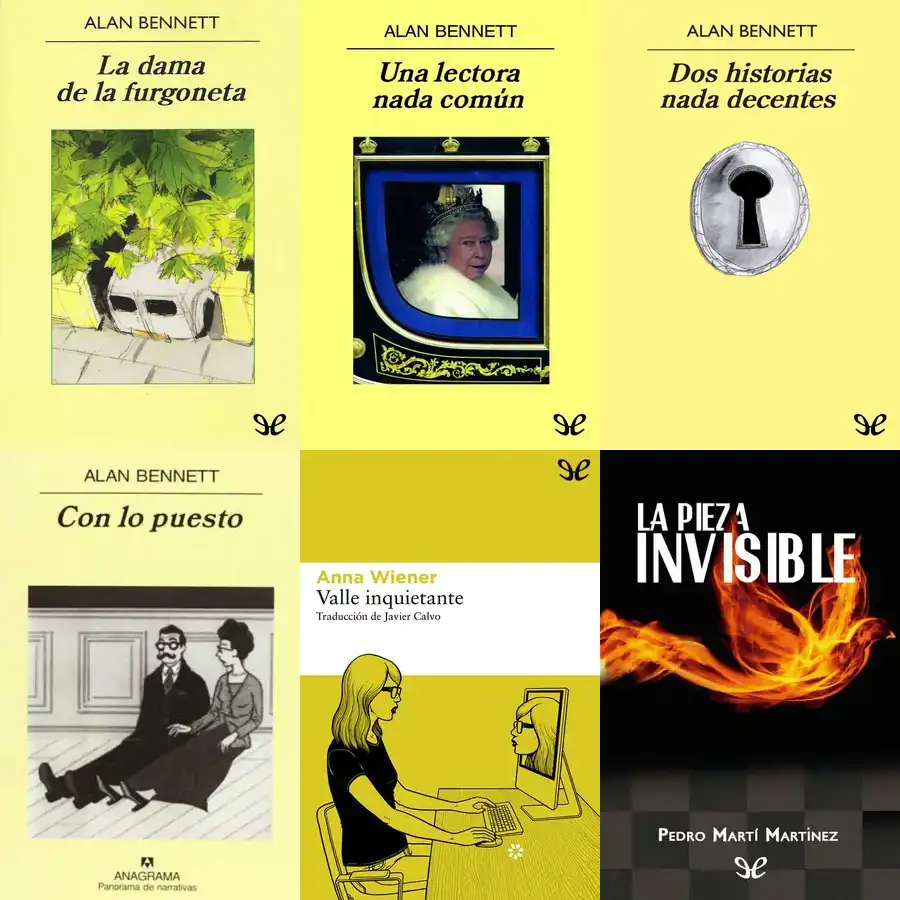 ALAN BENNETT
La dama
de la furgoneta
ALAN BENNETT
Una lectora
nada común
ALAN BENNETT
Dos historias
nada decentes
ALAN BENNETT
Con lo puesto
ANAGRAMA
Panorama de narrativas
Anna Wiener
Valle inquietante
Traducción de Javier Calvo
LA PIEZA
INVISIBLE
PEDRO MARTÍ MARTÍNEZ